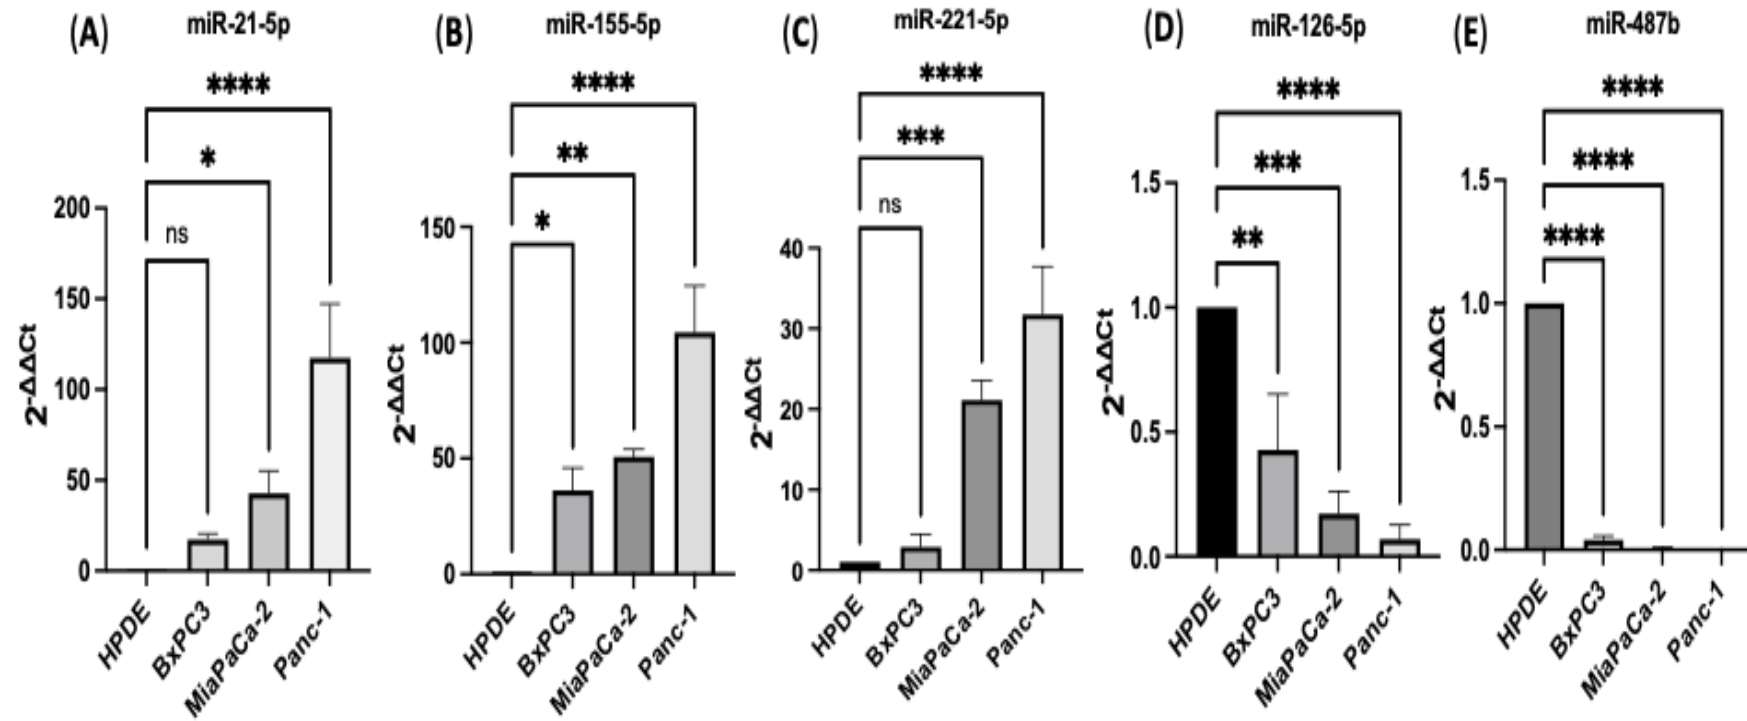 (A) miR-21-5p
****
*
ns
200
150
100
50
0
2-ΔΔCt
HPDE
BxPC3
MiaPaCa-2
Panc-1
(B) miR-155-5p
****
**
*
150
100
50
0
2-ΔΔCt
HPDE
BxPC3
MiaPaCa-2
Panc-1
(C) miR-221-5p
****
***
ns
40
30
20
10
0
2-ΔΔCt
HPDE
BxPC3
MiaPaCa-2
Panc-1
(D) miR-126-5p
****
***
**
1.5
1.0
0.5
0.0
2-ΔΔCt
HPDE
BxPC3
MiaPaCa-2
Panc-1
(E) miR-487b
****
****
****
1.5
1.0
0.5
0.0
2-ΔΔCt
HPDE
BxPC3
MiaPaCa-2
Panc-1